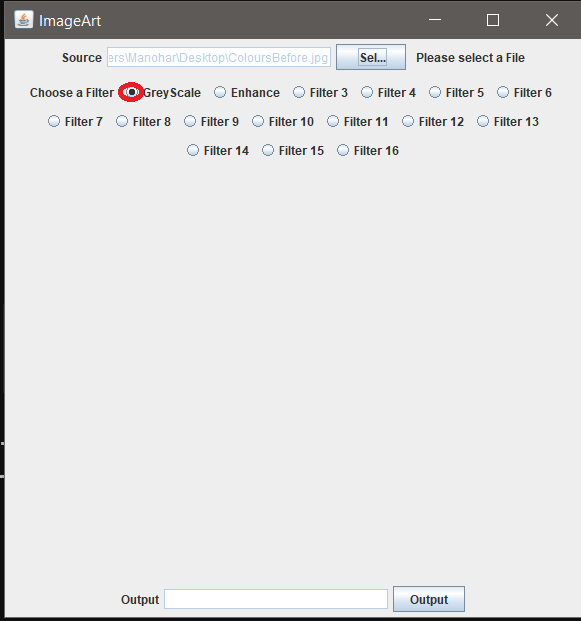 ImageArt
Source ers\Manohar\Desktop\ColoursBefore.jpg Sel... Please select a File
Choose a Filter GreyScale Enhance Filter 3 Filter 4 Filter 5 Filter 6
Filter 7 Filter 8 Filter 9 Filter 10 Filter 11 Filter 12 Filter 13
Filter 14 Filter 15 Filter 16
Output Output